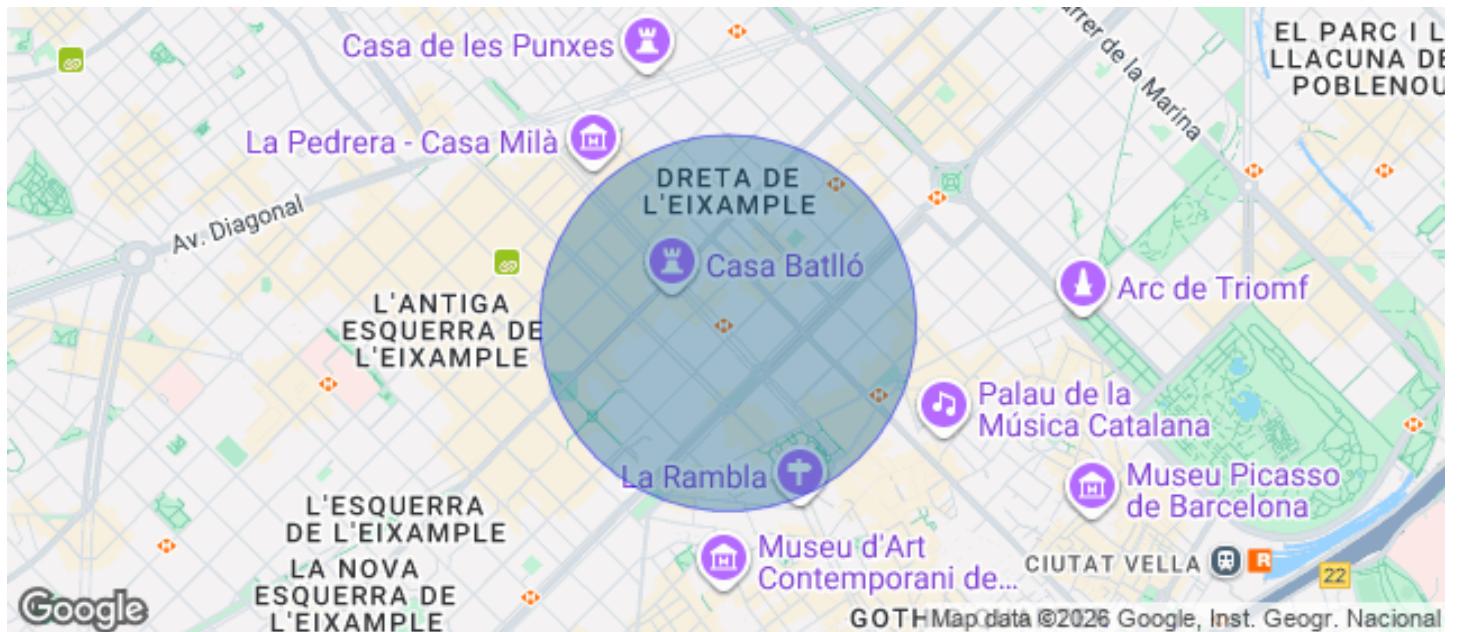 Casa de les Punxes
EL PARC I L
LLACUNA DE
POBLENOU
rrer de la Marina
La Pedrera - Casa Milà
DRETA DE
L'EIXAMPLE
Av. Diagonal
Casa Batlló
Arc de Triomf
L'ANTIGA
ESQUERRA DE
L'EIXAMPLE
Palau de la
Música Catalana
La Rambla
Museu Picasso
de Barcelona
L'ESQUERRA
DE L'EIXAMPLE
Museu d'Art
Contemporani de...
CIUTAT VELLA
R
22
LA NOVA
ESQUERRA DE
L'EIXAMPLE
Google
GOTH
Map data ©2026 Google, Inst. Geogr. Nacional